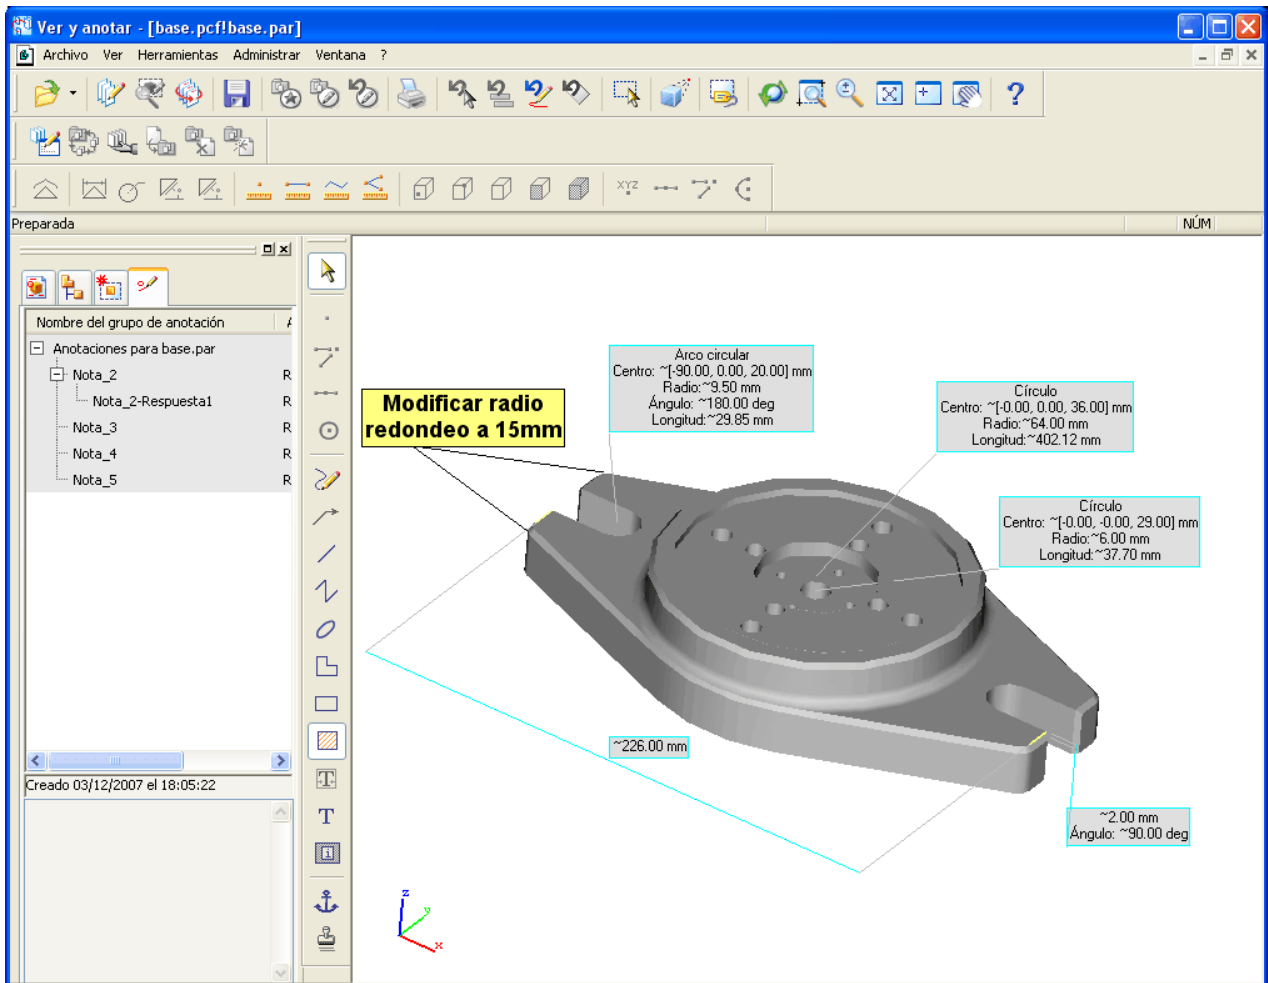 Ver y anotar - [base.pcf!base.par]
Archivo Ver Herramientas Administrar Ventana ?
Preparada
NÚM
Nombre del grupo de anotación
Anotaciones para base.par
Nota_2 R
Nota_2-Respuesta1 R
Nota_3 R
Nota_4 R
Nota_5 R
Creado 03/12/2007 el 18:05:22
XYZ
T
T
i
Modificar radio
redondeo a 15mm
Arco circular
Centro: ~[-90.00, 0.00, 20.00] mm
Radio:~9.50 mm
Ángulo: ~180.00 deg
Longitud:~29.85 mm
Círculo
Centro: ~[-0.00, 0.00, 36.00] mm
Radio:~64.00 mm
Longitud:~402.12 mm
Círculo
Centro: ~[-0.00, -0.00, 29.00] mm
Radio:~6.00 mm
Longitud:~37.70 mm
~226.00 mm
~2.00 mm
Ángulo: ~90.00 deg
z
y
x